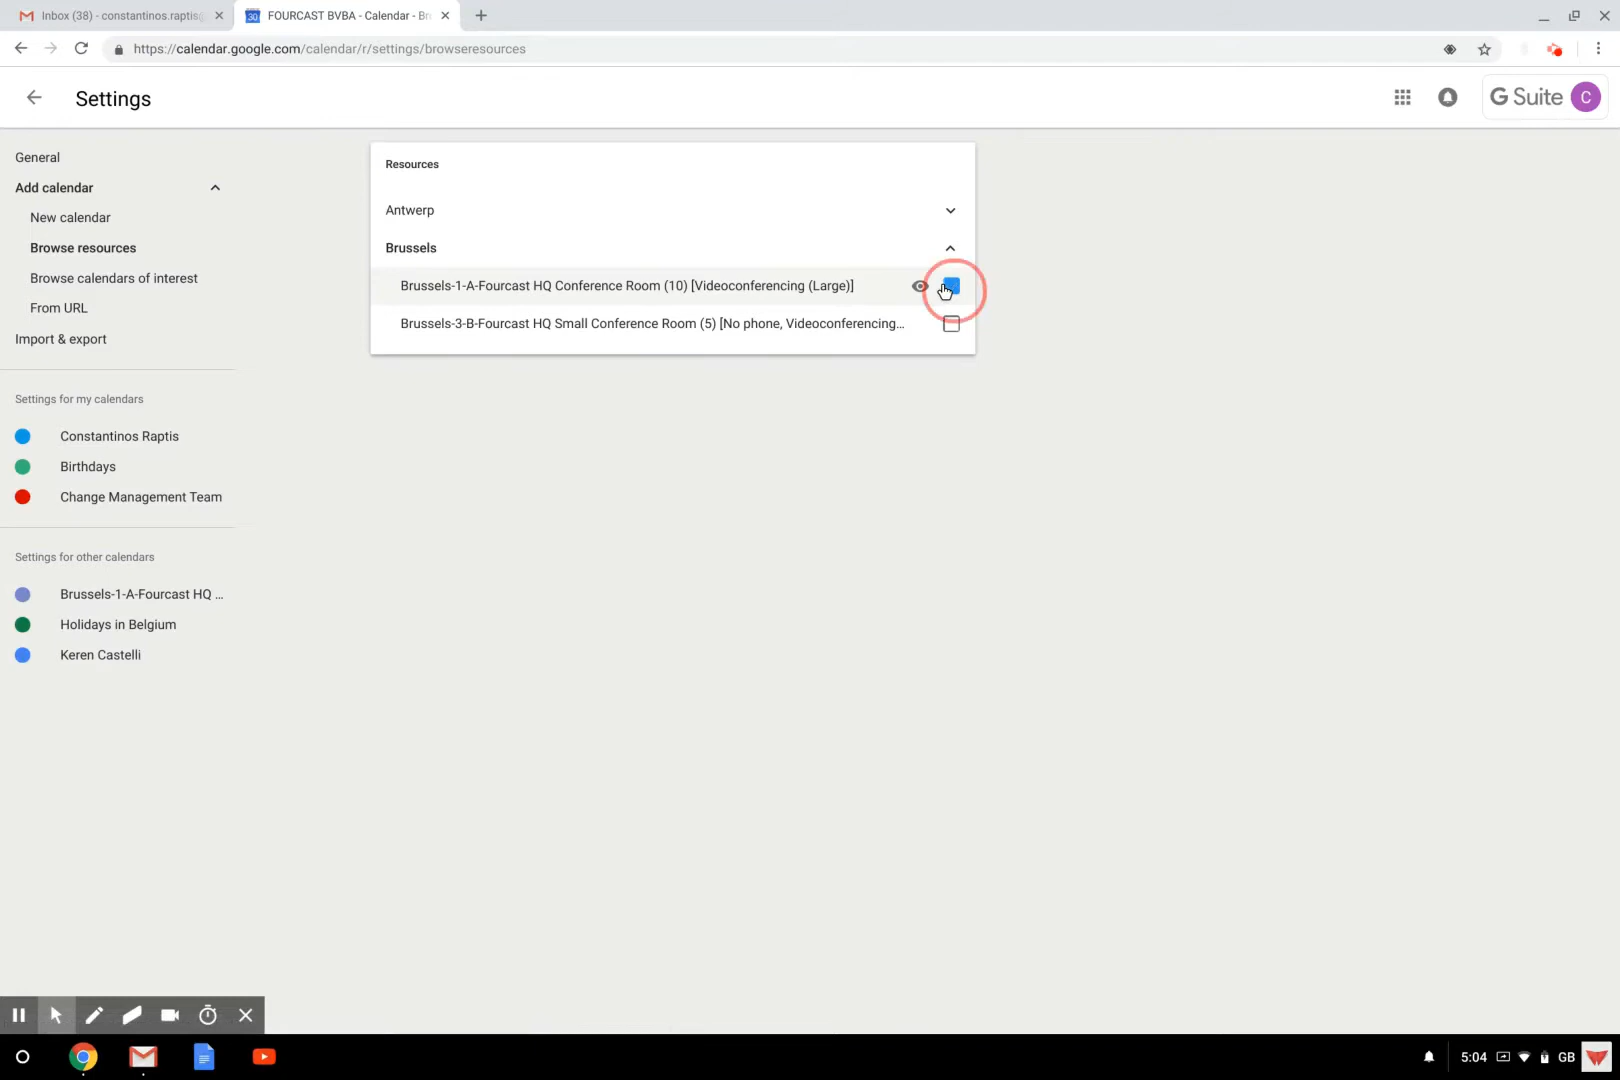 Inbox (38) - constantinos.raptis@
FOURCAST BVBA - Calendar - Br
https://calendar.google.com/calendar/r/settings/browseresources
Settings
G Suite
C
General
Add calendar
New calendar
Browse resources
Browse calendars of interest
From URL
Import & export
Settings for my calendars
Constantinos Raptis
Birthdays
Change Management Team
Settings for other calendars
Brussels-1-A-Fourcast HQ ...
Holidays in Belgium
Keren Castelli
Resources
Antwerp
Brussels
Brussels-1-A-Fourcast HQ Conference Room (10) [Videoconferencing (Large)]
Brussels-3-B-Fourcast HQ Small Conference Room (5) [No phone, Videoconferencing...
5:04
GB